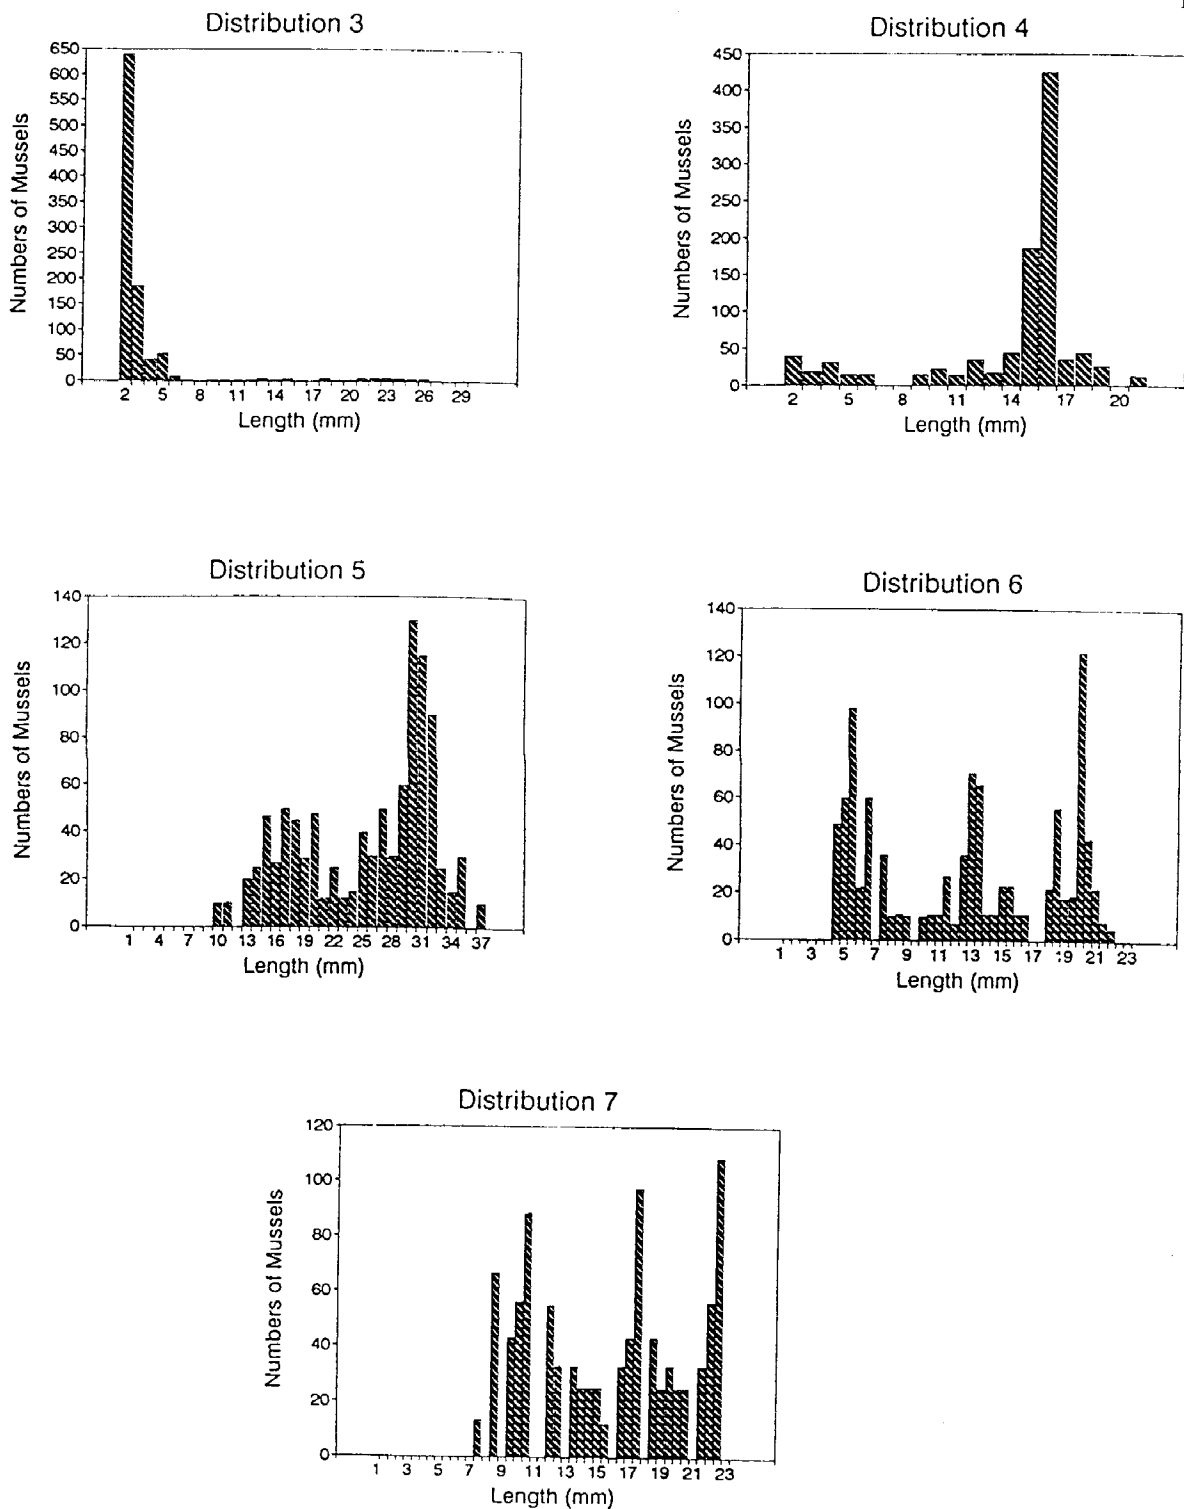 Distribution 3
650
600
550
500
450
400
350
300
250
200
150
100
50
0
Numbers of Mussels
2 5 8 11 14 17 20 23 26 29
Length (mm)
Distribution 4
450
400
350
300
250
200
150
100
50
0
Numbers of Mussels
2 5 8 11 14 17 20
Length (mm)
Distribution 5
140
120
100
80
60
40
20
0
Numbers of Mussels
1 4 7 10 13 16 19 22 25 28 31 34 37
Length (mm)
Distribution 6
140
120
100
80
60
40
20
0
Numbers of Mussels
1 3 5 7 9 11 13 15 17 19 21 23
Length (mm)
Distribution 7
120
100
80
60
40
20
0
Numbers of Mussels
1 3 5 7 9 11 13 15 17 19 21 23
Length (mm)